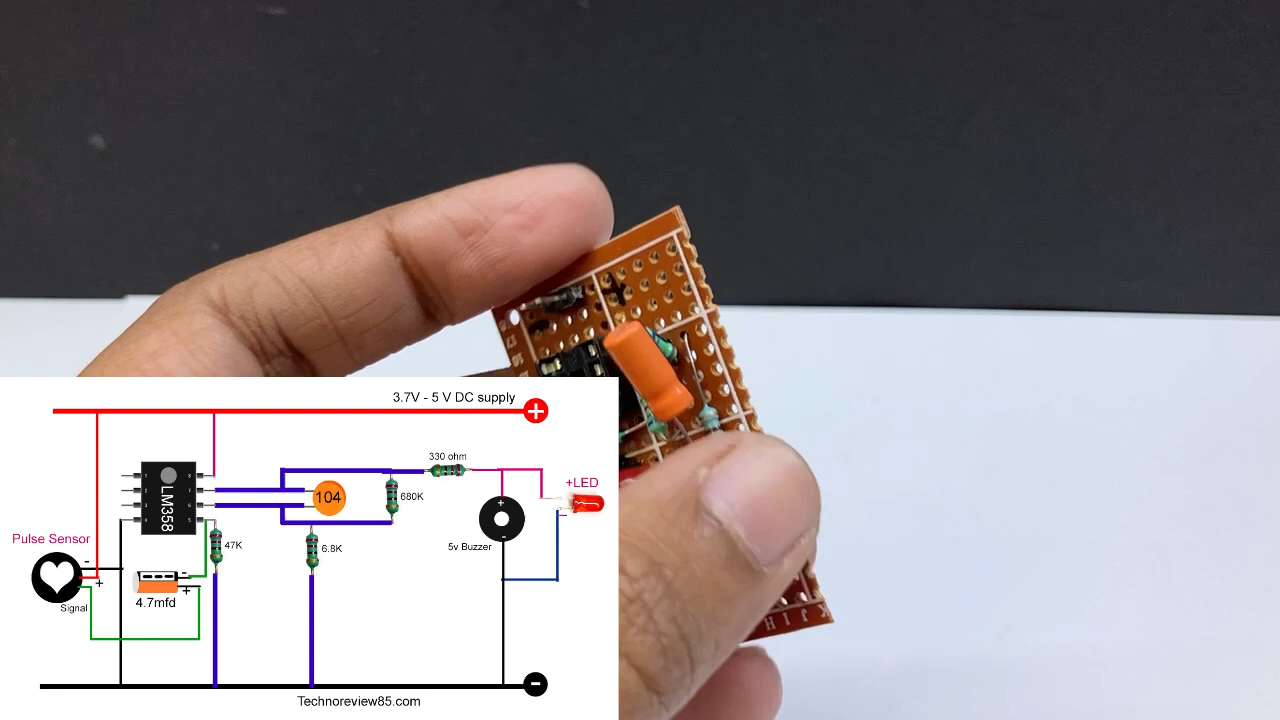 3.7V - 5 V DC supply
+
330 ohm
+LED
LM358
104
680K
+
-
5v Buzzer
Pulse Sensor
-
+
Signal
47K
6.8K
-
+
4.7mfd
-
Technoreview85.com
+
17
K J I H